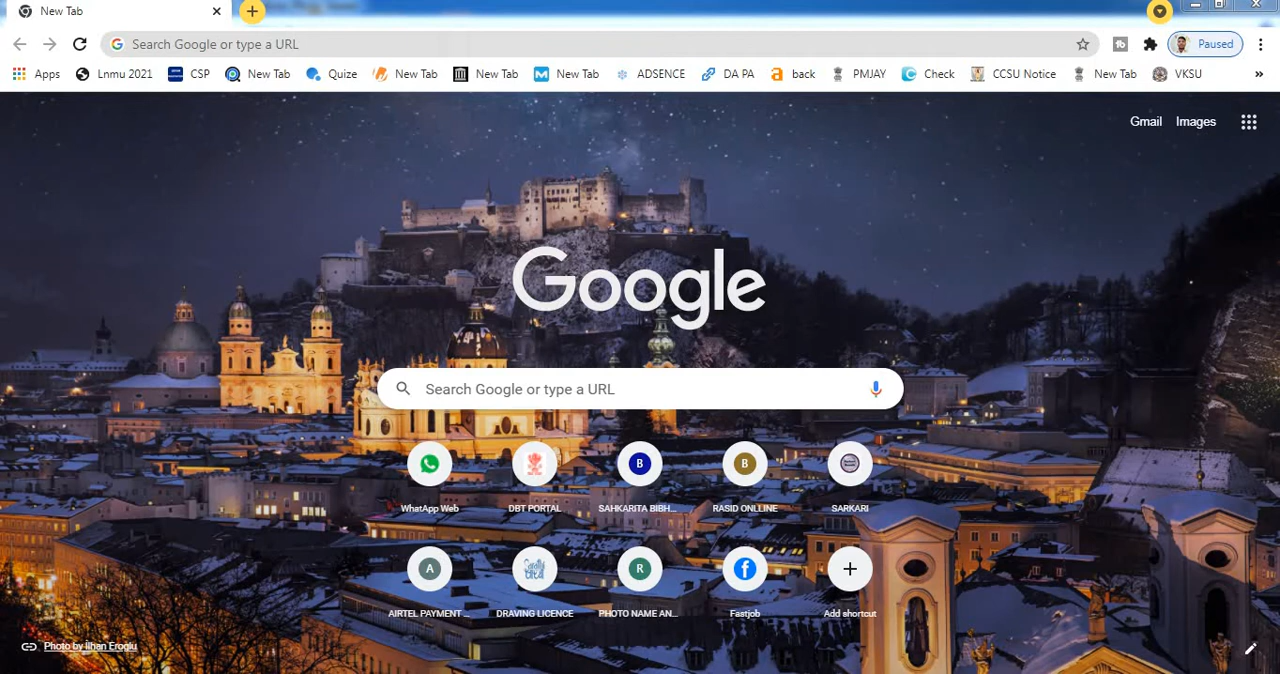 New Tab
Search Google or type a URL
Paused
Apps Lnmu 2021 CSP New Tab Quize New Tab New Tab New Tab ADSENCE DA PA back PMJAY Check CCSU Notice New Tab VKSU »
Gmail Images
Google
Search Google or type a URL
B B
WhatApp Web DBT PORTAL SAHKARITA BIBH... RASID ONLLINE SARKARI
A R
AIRTEL PAYMENT ... DRAVING LICENCE PHOTO NAME AN... Fastjob Add shortcut
Photo by Ilhan Eroglu